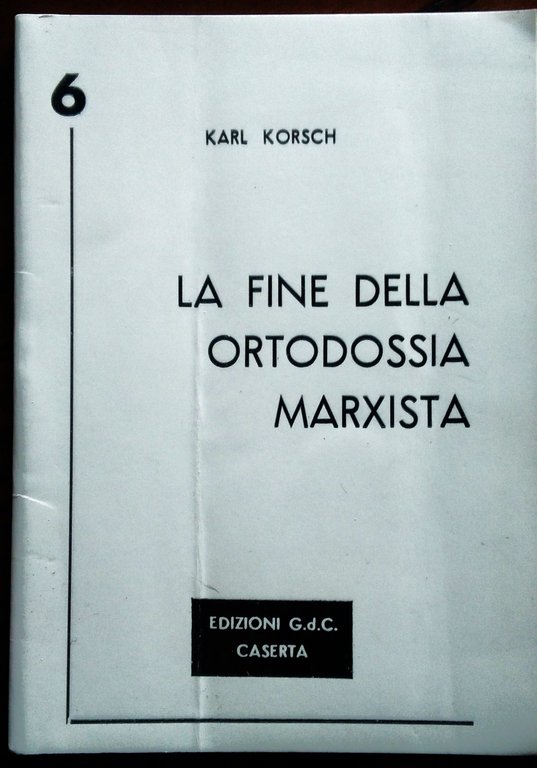 6
KARL KORSCH
LA FINE DELLA
ORTODOSSIA
MARXISTA
EDIZIONI G.d.C.
CASERTA